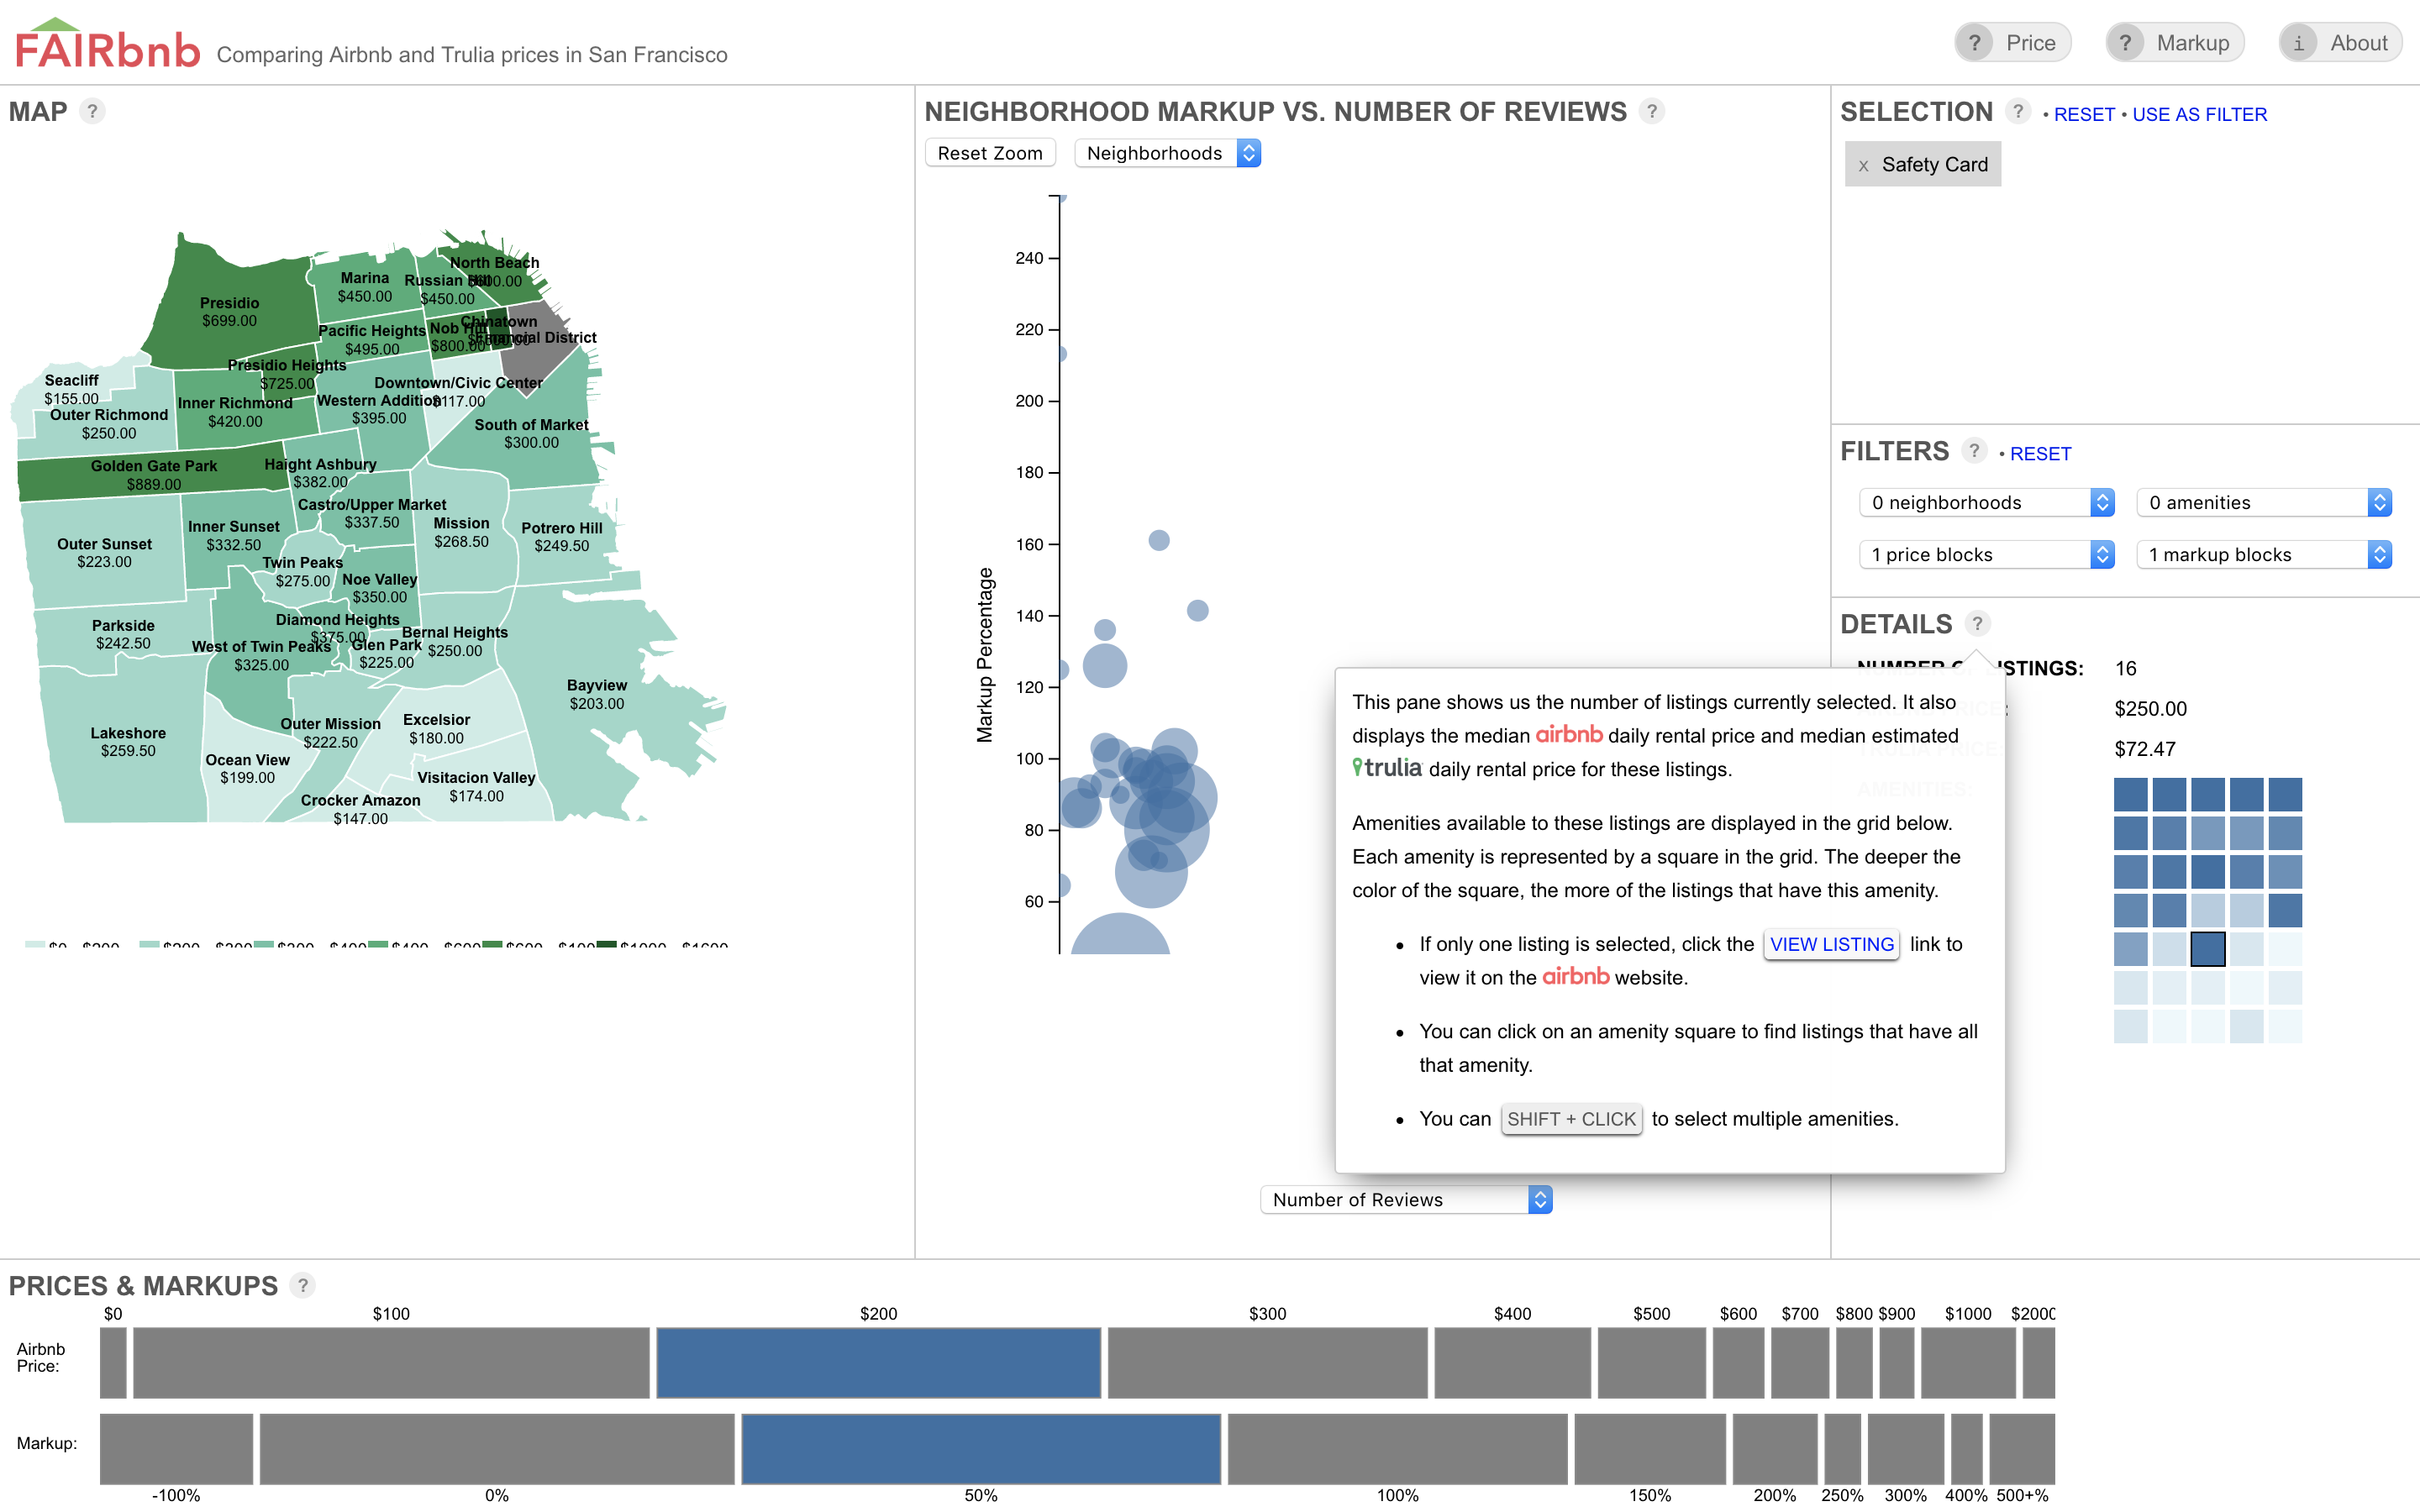 FAIRbnb Comparing Airbnb and Trulia prices in San Francisco
? Price
? Markup
i About
MAP ?
North Beach
Marina
$450.00
Russian
$450.00
Presidio
$699.00
Chinatown
Pacific Heights
$495.00
Nob Hill
$800.00
Financial District
Presidio Heights
$725.00
Seacliff
$155.00
Downtown/Civic Center
$117.00
Inner Richmond
$420.00
Western Addition
$395.00
Outer Richmond
$250.00
South of Market
$300.00
Golden Gate Park
$889.00
Haight Ashbury
$382.00
Castro/Upper Market
$337.50
Mission
$268.50
Potrero Hill
$249.50
Inner Sunset
$332.50
Outer Sunset
$223.00
Twin Peaks
$275.00
Noe Valley
$350.00
Diamond Heights
$375.00
Parkside
$242.50
Bernal Heights
$250.00
West of Twin Peaks
$325.00
Glen Park
$225.00
Bayview
$203.00
Lakeshore
$259.50
Outer Mission
$222.50
Excelsior
$180.00
Ocean View
$199.00
Visitacion Valley
$174.00
Crocker Amazon
$147.00
NEIGHBORHOOD MARKUP VS. NUMBER OF REVIEWS ?
Reset Zoom
Neighborhoods
Markup Percentage
240
220
200
180
160
140
120
100
80
60
Number of Reviews
SELECTION ? • RESET • USE AS FILTER
x Safety Card
FILTERS ? • RESET
0 neighborhoods
0 amenities
1 price blocks
1 markup blocks
DETAILS ?
NUMBER OF LISTINGS: 16
$250.00
$72.47
AMENITIES:
This pane shows us the number of listings currently selected. It also
displays the median airbnb daily rental price and median estimated
trulia daily rental price for these listings.
Amenities available to these listings are displayed in the grid below.
Each amenity is represented by a square in the grid. The deeper the
color of the square, the more of the listings that have this amenity.
• If only one listing is selected, click the VIEW LISTING link to
view it on the airbnb website.
• You can click on an amenity square to find listings that have all
that amenity.
• You can SHIFT + CLICK to select multiple amenities.
PRICES & MARKUPS ?
$0 $100 $200 $300 $400 $500 $600 $700 $800 $900 $1000 $2000
Airbnb
Price:
Markup:
-100% 0% 50% 100% 150% 200% 250% 300% 400% 500+%